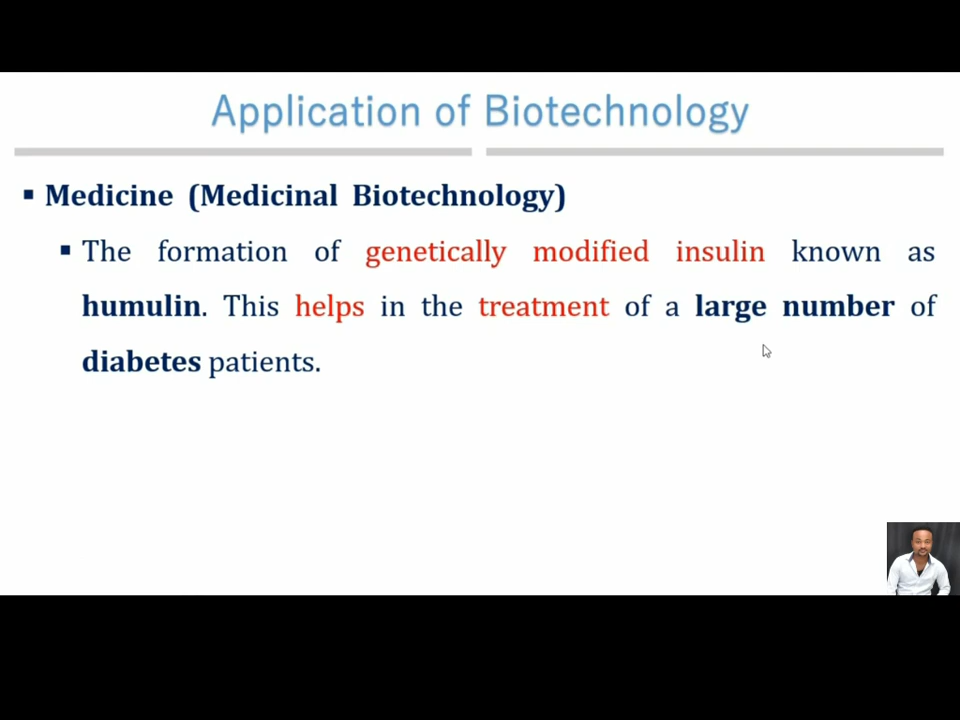 Application of Biotechnology
▪ Medicine (Medicinal Biotechnology)
▪ The formation of genetically modified insulin known as
humulin. This helps in the treatment of a large number of
diabetes patients.